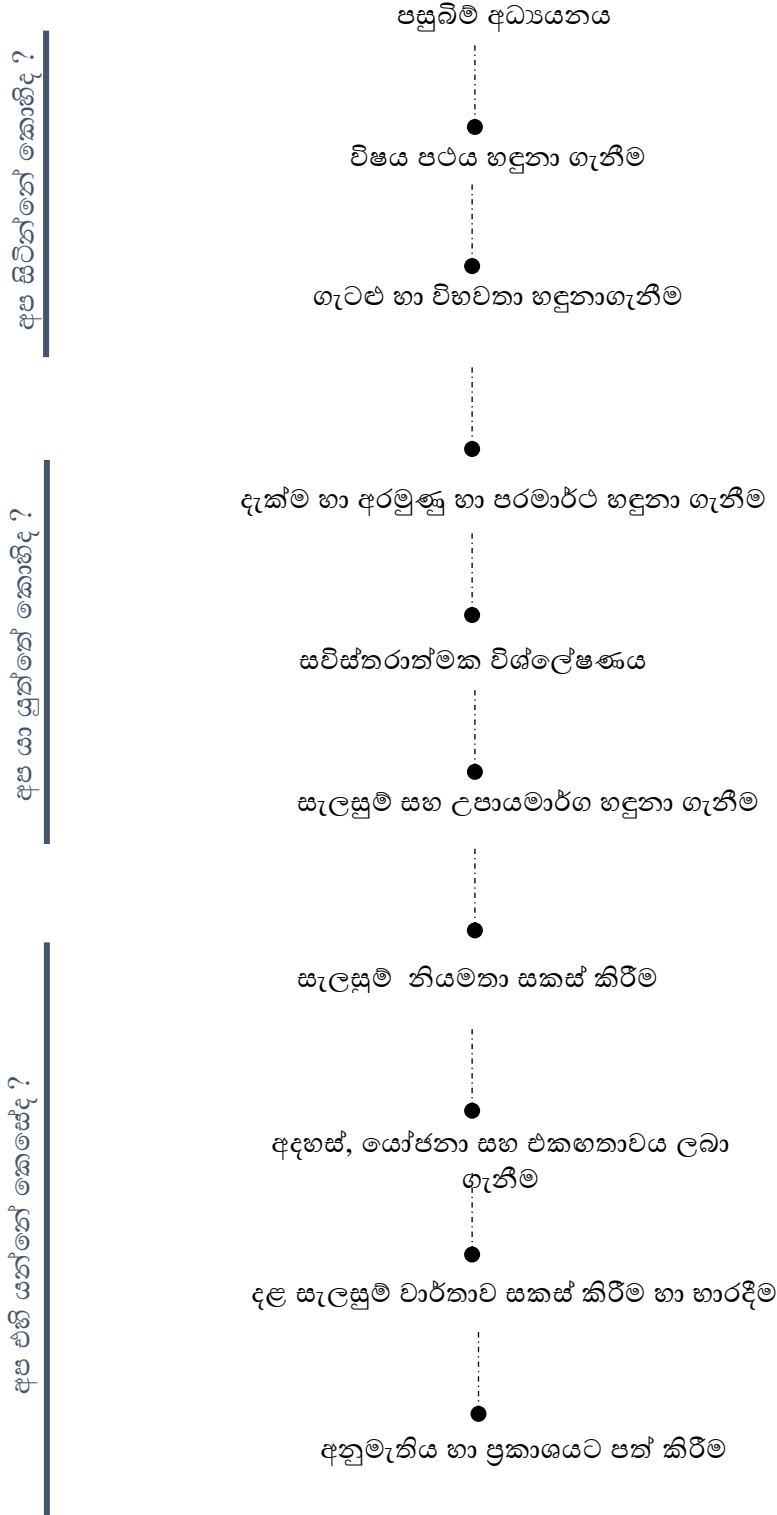 අප සිටින්නේ කොහිද ?
පසුබිම් අධ්‍යයනය
විෂය පථය හඳුනා ගැනීම
ගැටළු හා විභවතා හඳුනාගැනීම
අප යා යුත්තේ කොහිද ?
දැක්ම හා අරමුණු හා පරමාර්ථ හඳුනා ගැනීම
සවිස්තරාත්මක විශ්ලේෂණය
සැලසුම් සහ උපායමාර්ග හඳුනා ගැනීම
අප එහි යන්නේ කෙසේද ?
සැලසුම් නියමතා සකස් කිරීම
අදහස්, යෝජනා සහ එකඟතාවය ලබා
ගැනීම
දළ සැලසුම් වාර්තාව සකස් කිරීම හා භාරදීම
අනුමැතිය හා ප්‍රකාශයට පත් කිරීම